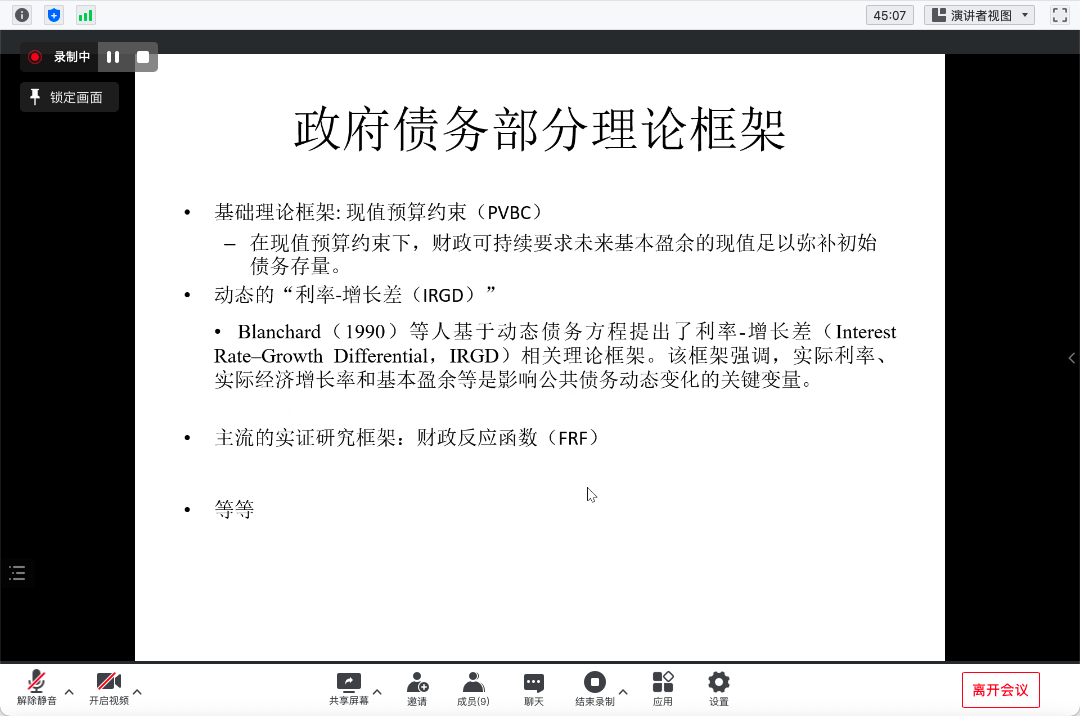 45:07
演讲者视图
录制中
锁定画面
政府债务部分理论框架
• 基础理论框架: 现值预算约束（PVBC）
– 在现值预算约束下，财政可持续要求未来基本盈余的现值足以弥补初始
债务存量。
• 动态的“利率-增长差（IRGD）”
• Blanchard（1990）等人基于动态债务方程提出了利率-增长差（Interest
Rate–Growth Differential，IRGD）相关理论框架。该框架强调，实际利率、
实际经济增长率和基本盈余等是影响公共债务动态变化的关键变量。
• 主流的实证研究框架：财政反应函数（FRF）
• 等等
解除静音
开启视频
共享屏幕
邀请
成员(9)
聊天
结束录制
应用
设置
离开会议